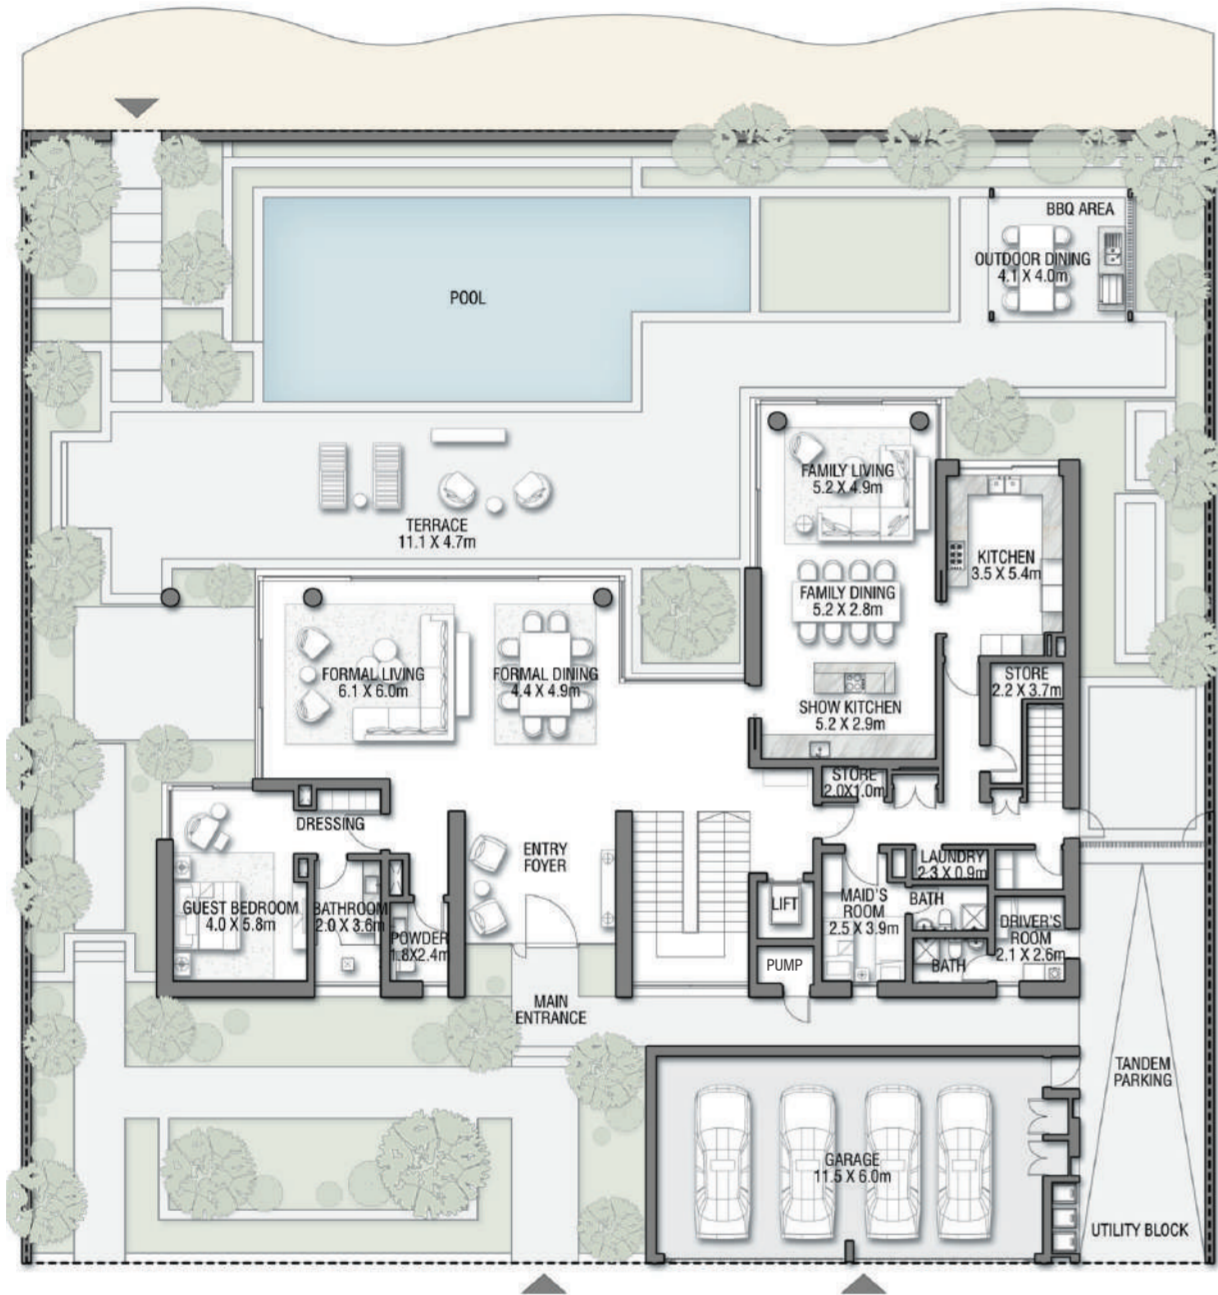 BBQ AREA
OUTDOOR DINING
4.1 X 4.0m
POOL
FAMILY LIVING
5.2 X 4.9m
TERRACE
11.1 X 4.7m
KITCHEN
3.5 X 5.4m
FAMILY DINING
5.2 X 2.8m
FORMAL LIVING
6.1 X 6.0m
FORMAL DINING
4.4 X 4.9m
STORE
2.2 X 3.7m
SHOW KITCHEN
5.2 X 2.9m
STORE
2.0X1.0m
DRESSING
ENTRY
FOYER
LAUNDRY
2.3 X 0.9m
GUEST BEDROOM
4.0 X 5.8m
BATHROOM
2.0 X 3.6m
POWDER
1.8X2.4m
LIFT
MAID'S
ROOM
2.5 X 3.9m
BATH
DRIVER'S
ROOM
2.1 X 2.6m
PUMP
BATH
MAIN
ENTRANCE
TANDEM
PARKING
GARAGE
11.5 X 6.0m
UTILITY BLOCK